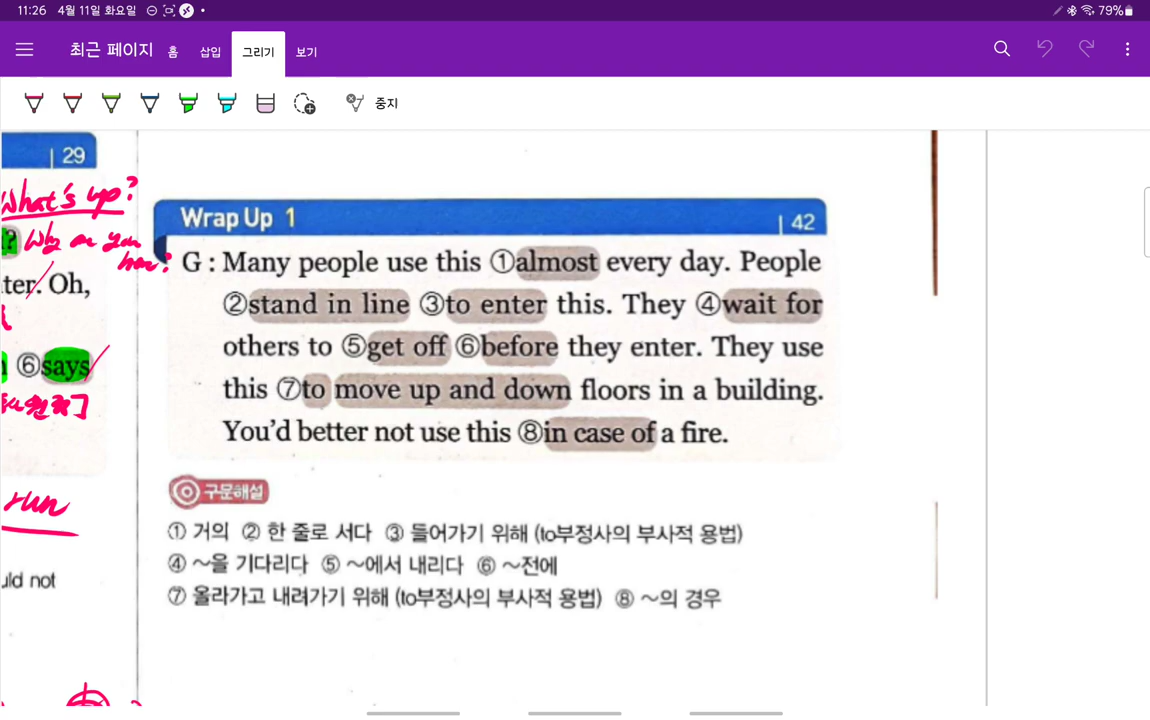 11:26 4월 11일 화요일
79%
최근 페이지 홈 삽입 그리기 보기
중지
| 29
What's up?
? Why are you
here?
ter. Oh,
⑥says
run
uld not
Wrap Up 1 | 42
G : Many people use this ①almost every day. People
②stand in line ③to enter this. They ④wait for
others to ⑤get off ⑥before they enter. They use
this ⑦to move up and down floors in a building.
You'd better not use this ⑧in case of a fire.
구문해설
① 거의 ② 한 줄로 서다 ③ 들어가기 위해 (to부정사의 부사적 용법)
④ ~을 기다리다 ⑤ ~에서 내리다 ⑥ ~전에
⑦ 올라가고 내려가기 위해 (to부정사의 부사적 용법) ⑧ ~의 경우